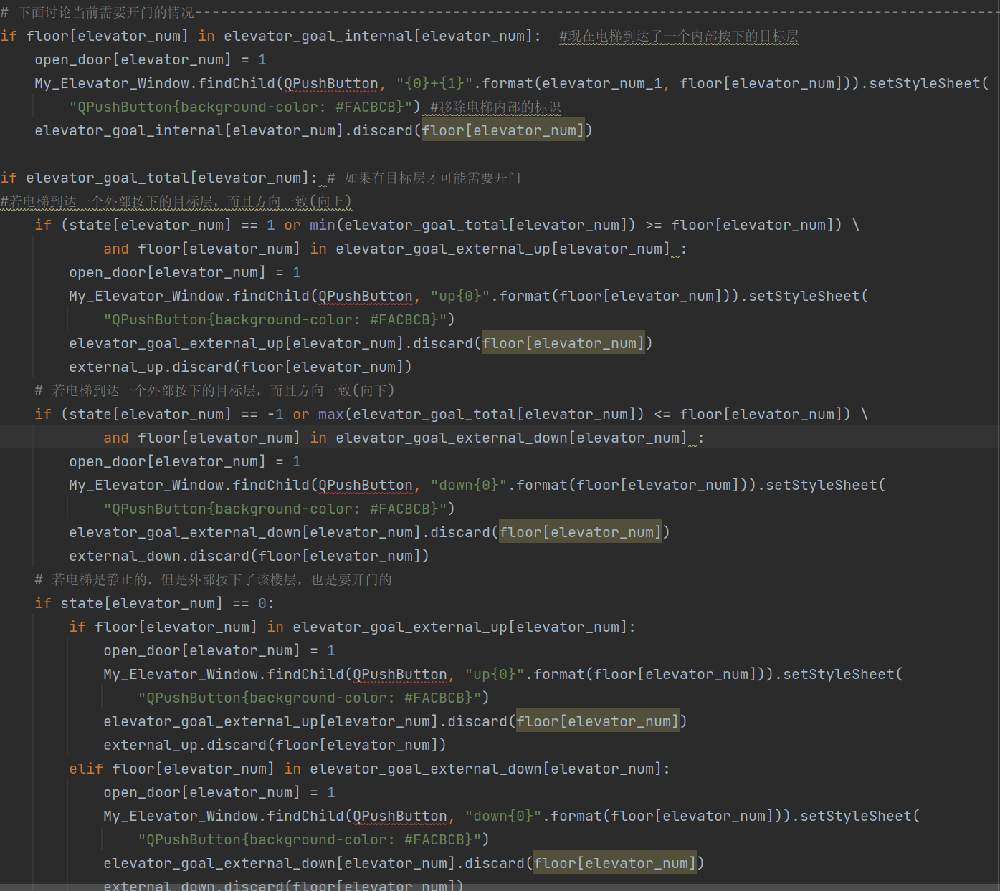 # 下面讨论当前需要开门的情况----------------------------------------------------------------------------------------------
if floor[elevator_num] in elevator_goal_internal[elevator_num]:  #现在电梯到达了一个内部按下的目标层
    open_door[elevator_num] = 1
    My_Elevator_Window.findChild(QPushButton, "{0}+{1}".format(elevator_num_1, floor[elevator_num])).setStyleSheet(
        "QPushButton{background-color: #FACBCB}") #移除电梯内部的标识
    elevator_goal_internal[elevator_num].discard(floor[elevator_num])
if elevator_goal_total[elevator_num]: # 如果有目标层才可能需要开门
#若电梯到达一个外部按下的目标层，而且方向一致(向上)
    if (state[elevator_num] == 1 or min(elevator_goal_total[elevator_num]) >= floor[elevator_num]) \
            and floor[elevator_num] in elevator_goal_external_up[elevator_num] :
        open_door[elevator_num] = 1
        My_Elevator_Window.findChild(QPushButton, "up{0}".format(floor[elevator_num])).setStyleSheet(
            "QPushButton{background-color: #FACBCB}")
        elevator_goal_external_up[elevator_num].discard(floor[elevator_num])
        external_up.discard(floor[elevator_num])
    # 若电梯到达一个外部按下的目标层，而且方向一致(向下)
    if (state[elevator_num] == -1 or max(elevator_goal_total[elevator_num]) <= floor[elevator_num]) \
            and floor[elevator_num] in elevator_goal_external_down[elevator_num] :
        open_door[elevator_num] = 1
        My_Elevator_Window.findChild(QPushButton, "down{0}".format(floor[elevator_num])).setStyleSheet(
            "QPushButton{background-color: #FACBCB}")
        elevator_goal_external_down[elevator_num].discard(floor[elevator_num])
        external_down.discard(floor[elevator_num])
    # 若电梯是静止的，但是外部按下了该楼层，也是要开门的
    if state[elevator_num] == 0:
        if floor[elevator_num] in elevator_goal_external_up[elevator_num]:
            open_door[elevator_num] = 1
            My_Elevator_Window.findChild(QPushButton, "up{0}".format(floor[elevator_num])).setStyleSheet(
                "QPushButton{background-color: #FACBCB}")
            elevator_goal_external_up[elevator_num].discard(floor[elevator_num])
            external_up.discard(floor[elevator_num])
        elif floor[elevator_num] in elevator_goal_external_down[elevator_num]:
            open_door[elevator_num] = 1
            My_Elevator_Window.findChild(QPushButton, "down{0}".format(floor[elevator_num])).setStyleSheet(
                "QPushButton{background-color: #FACBCB}")
            elevator_goal_external_down[elevator_num].discard(floor[elevator_num])
            external_down.discard(floor[elevator_num])